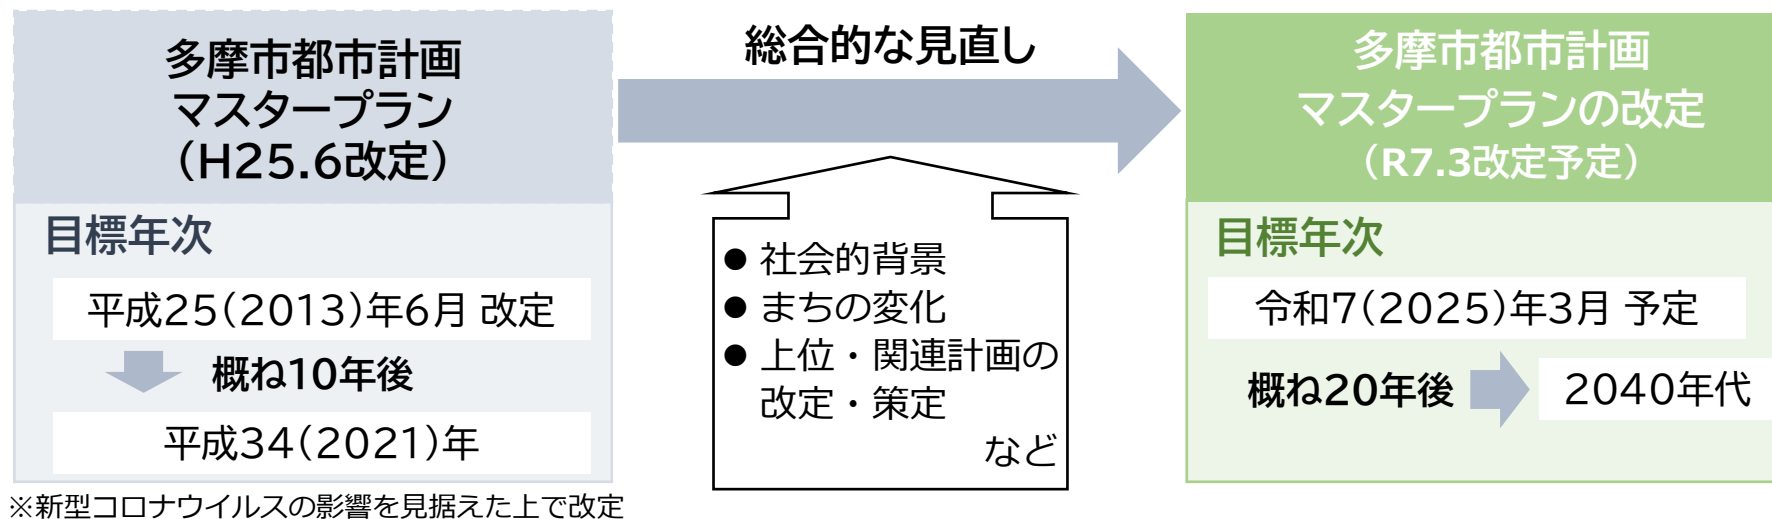 多摩市都市計画
マスタープラン
（H25.6改定）
目標年次
平成25(2013)年6月 改定
概ね10年後
平成34(2021)年
※新型コロナウイルスの影響を見据えた上で改定
総合的な見直し
● 社会的背景
● まちの変化
● 上位・関連計画の
改定・策定
など
多摩市都市計画
マスタープランの改定
（R7.3改定予定）
目標年次
令和7(2025)年3月 予定
概ね20年後
2040年代